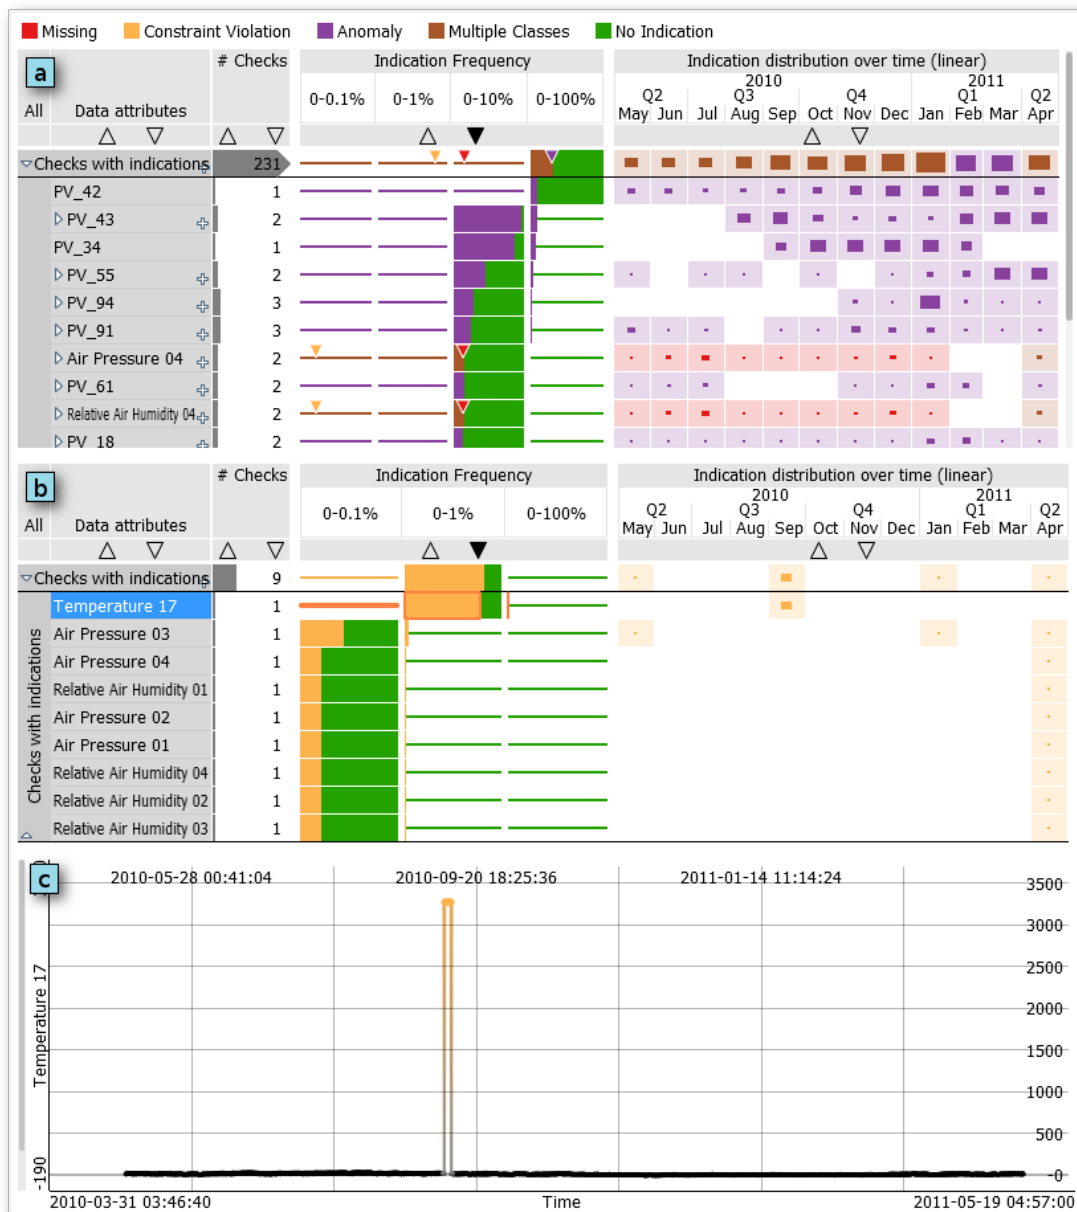 Missing Constraint Violation Anomaly Multiple Classes No Indication
a
# Checks Indication Frequency Indication distribution over time (linear)
2010 2011
Q2 Q3 Q4 Q1 Q2
0-0.1% 0-1% 0-10% 0-100%
All Data attributes May Jun Jul Aug Sep Oct Nov Dec Jan Feb Mar Apr
Checks with indications 231
PV_42 1
PV_43 2
PV_34 1
PV_55 2
PV_94 3
PV_91 3
Air Pressure 04 2
PV_61 2
Relative Air Humidity 04 2
PV_18 2
b
# Checks Indication Frequency Indication distribution over time (linear)
2010 2011
Q2 Q3 Q4 Q1 Q2
0-0.1% 0-1% 0-100%
All Data attributes May Jun Jul Aug Sep Oct Nov Dec Jan Feb Mar Apr
Checks with indications 9
Checks with indications
Temperature 17 1
Air Pressure 03 1
Air Pressure 04 1
Relative Air Humidity 01 1
Air Pressure 02 1
Air Pressure 01 1
Relative Air Humidity 04 1
Relative Air Humidity 02 1
Relative Air Humidity 03 1
c
2010-05-28 00:41:04 2010-09-20 18:25:36 2011-01-14 11:14:24
3500
3000
2500
2000
1500
1000
500
-0
Temperature 17
-190
2010-03-31 03:46:40 Time 2011-05-19 04:57:00